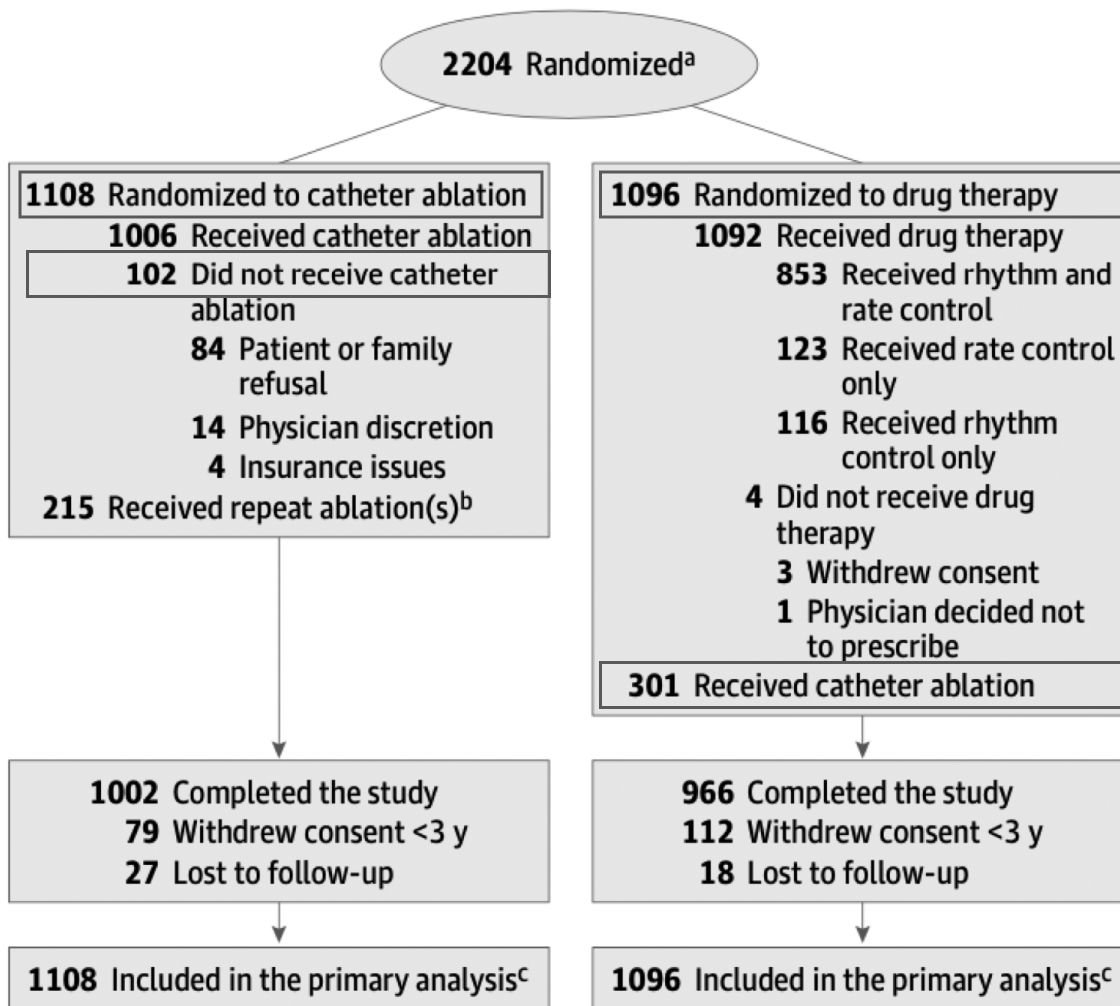 2204 Randomizedᵃ
1108 Randomized to catheter ablation
1006 Received catheter ablation
102 Did not receive catheter
ablation
84 Patient or family
refusal
14 Physician discretion
4 Insurance issues
215 Received repeat ablation(s)ᵇ
1096 Randomized to drug therapy
1092 Received drug therapy
853 Received rhythm and
rate control
123 Received rate control
only
116 Received rhythm
control only
4 Did not receive drug
therapy
3 Withdrew consent
1 Physician decided not
to prescribe
301 Received catheter ablation
1002 Completed the study
79 Withdrew consent <3 y
27 Lost to follow-up
966 Completed the study
112 Withdrew consent <3 y
18 Lost to follow-up
1108 Included in the primary analysisᶜ
1096 Included in the primary analysisᶜ